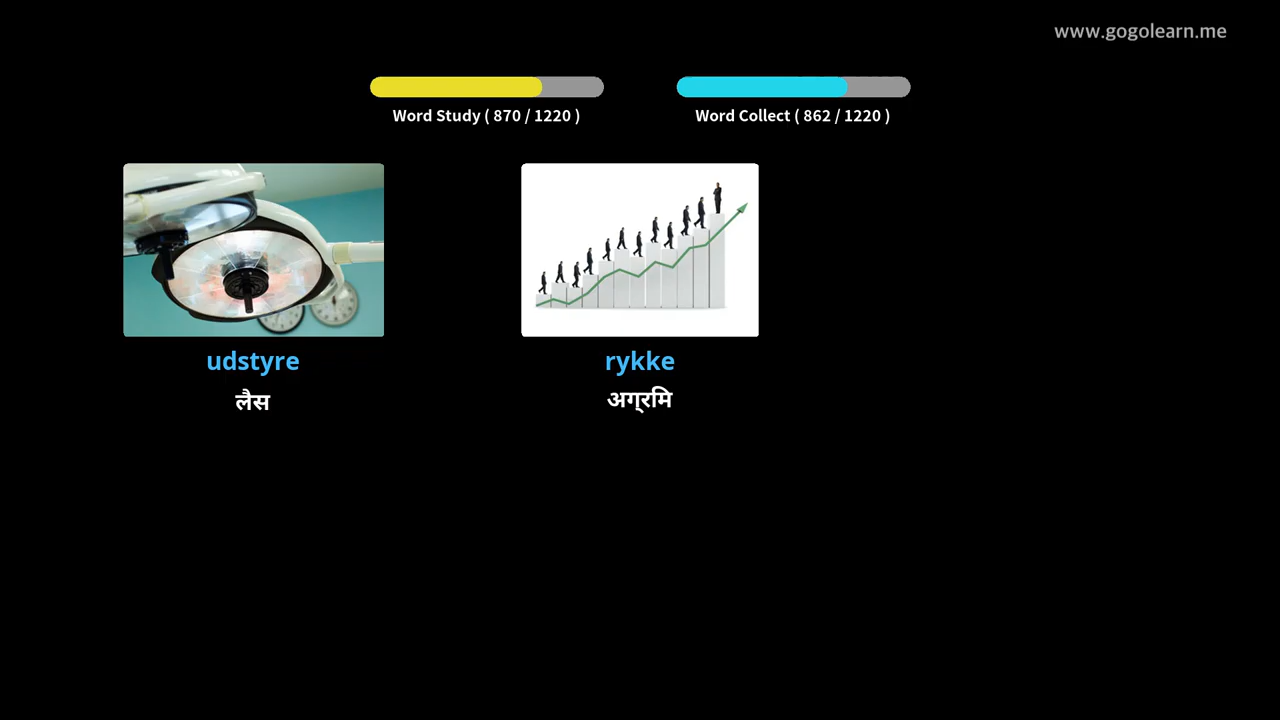 www.gogolearn.me
Word Study ( 870 / 1220 )
Word Collect ( 862 / 1220 )
udstyre
लैस
rykke
अग्रमि